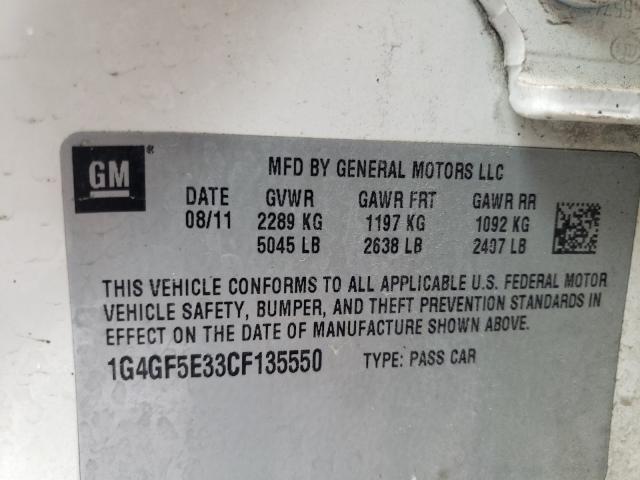 GM®
MFD BY GENERAL MOTORS LLC
DATE GVWR GAWR FRT GAWR RR
08/11 2289 KG 1197 KG 1092 KG
5045 LB 2638 LB 2407 LB
THIS VEHICLE CONFORMS TO ALL APPLICABLE U.S. FEDERAL MOTOR
VEHICLE SAFETY, BUMPER, AND THEFT PREVENTION STANDARDS IN
EFFECT ON THE DATE OF MANUFACTURE SHOWN ABOVE.
1G4GF5E33CF135550 TYPE: PASS CAR